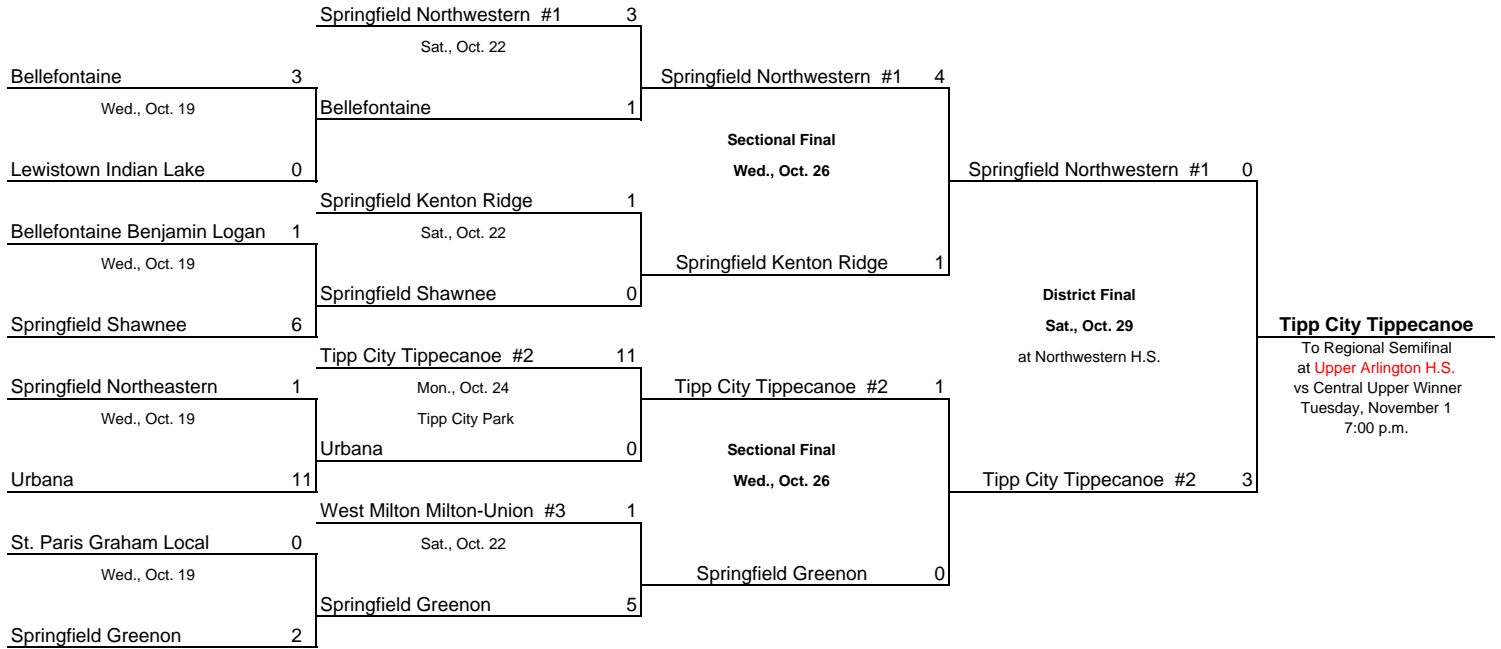 Springfield Northwestern #1 3
Sat., Oct. 22
Bellefontaine 3
Springfield Northwestern #1 4
Wed., Oct. 19
Bellefontaine 1
Sectional Final
Lewistown Indian Lake 0
Wed., Oct. 26
Springfield Northwestern #1 0
Springfield Kenton Ridge 1
Bellefontaine Benjamin Logan 1
Sat., Oct. 22
Wed., Oct. 19
Springfield Kenton Ridge 1
Springfield Shawnee 0
District Final
Springfield Shawnee 6
Sat., Oct. 29
Tipp City Tippecanoe
Tipp City Tippecanoe #2 11
at Northwestern H.S.
To Regional Semifinal
at Upper Arlington H.S.
Springfield Northeastern 1
Mon., Oct. 24
Tipp City Tippecanoe #2 1
vs Central Upper Winner
Wed., Oct. 19
Tipp City Park
Tuesday, November 1
7:00 p.m.
Urbana 0
Sectional Final
Urbana 11
Wed., Oct. 26
Tipp City Tippecanoe #2 3
West Milton Milton-Union #3 1
St. Paris Graham Local 0
Sat., Oct. 22
Wed., Oct. 19
Springfield Greenon 0
Springfield Greenon 5
Springfield Greenon 2